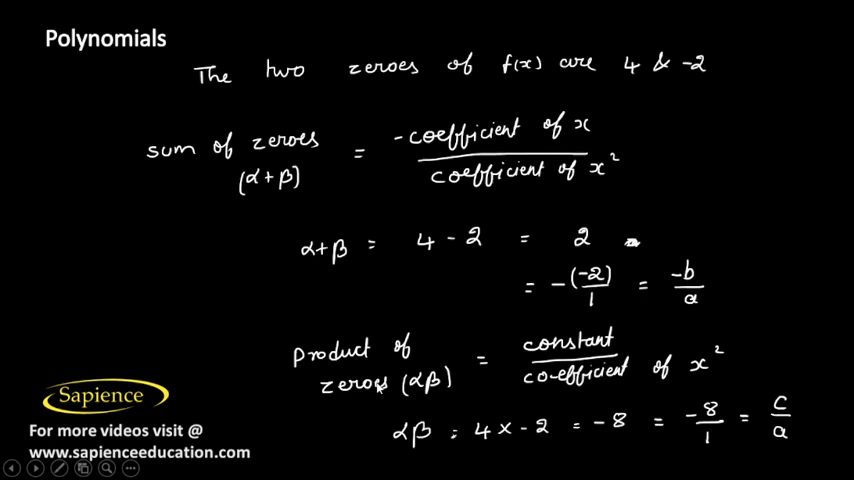 Polynomials
The two zeroes of f(x) are 4 & -2
sum of zeroes (α+β) = -coefficient of x / coefficient of x²
α+β = 4 - 2 = 2
= -(-2)/1 = -b/a
product of zeroes (αβ) = constant / co-efficient of x²
αβ = 4 × -2 = -8 = -8/1 = c/a
Sapience
For more videos visit @
www.sapienceeducation.com